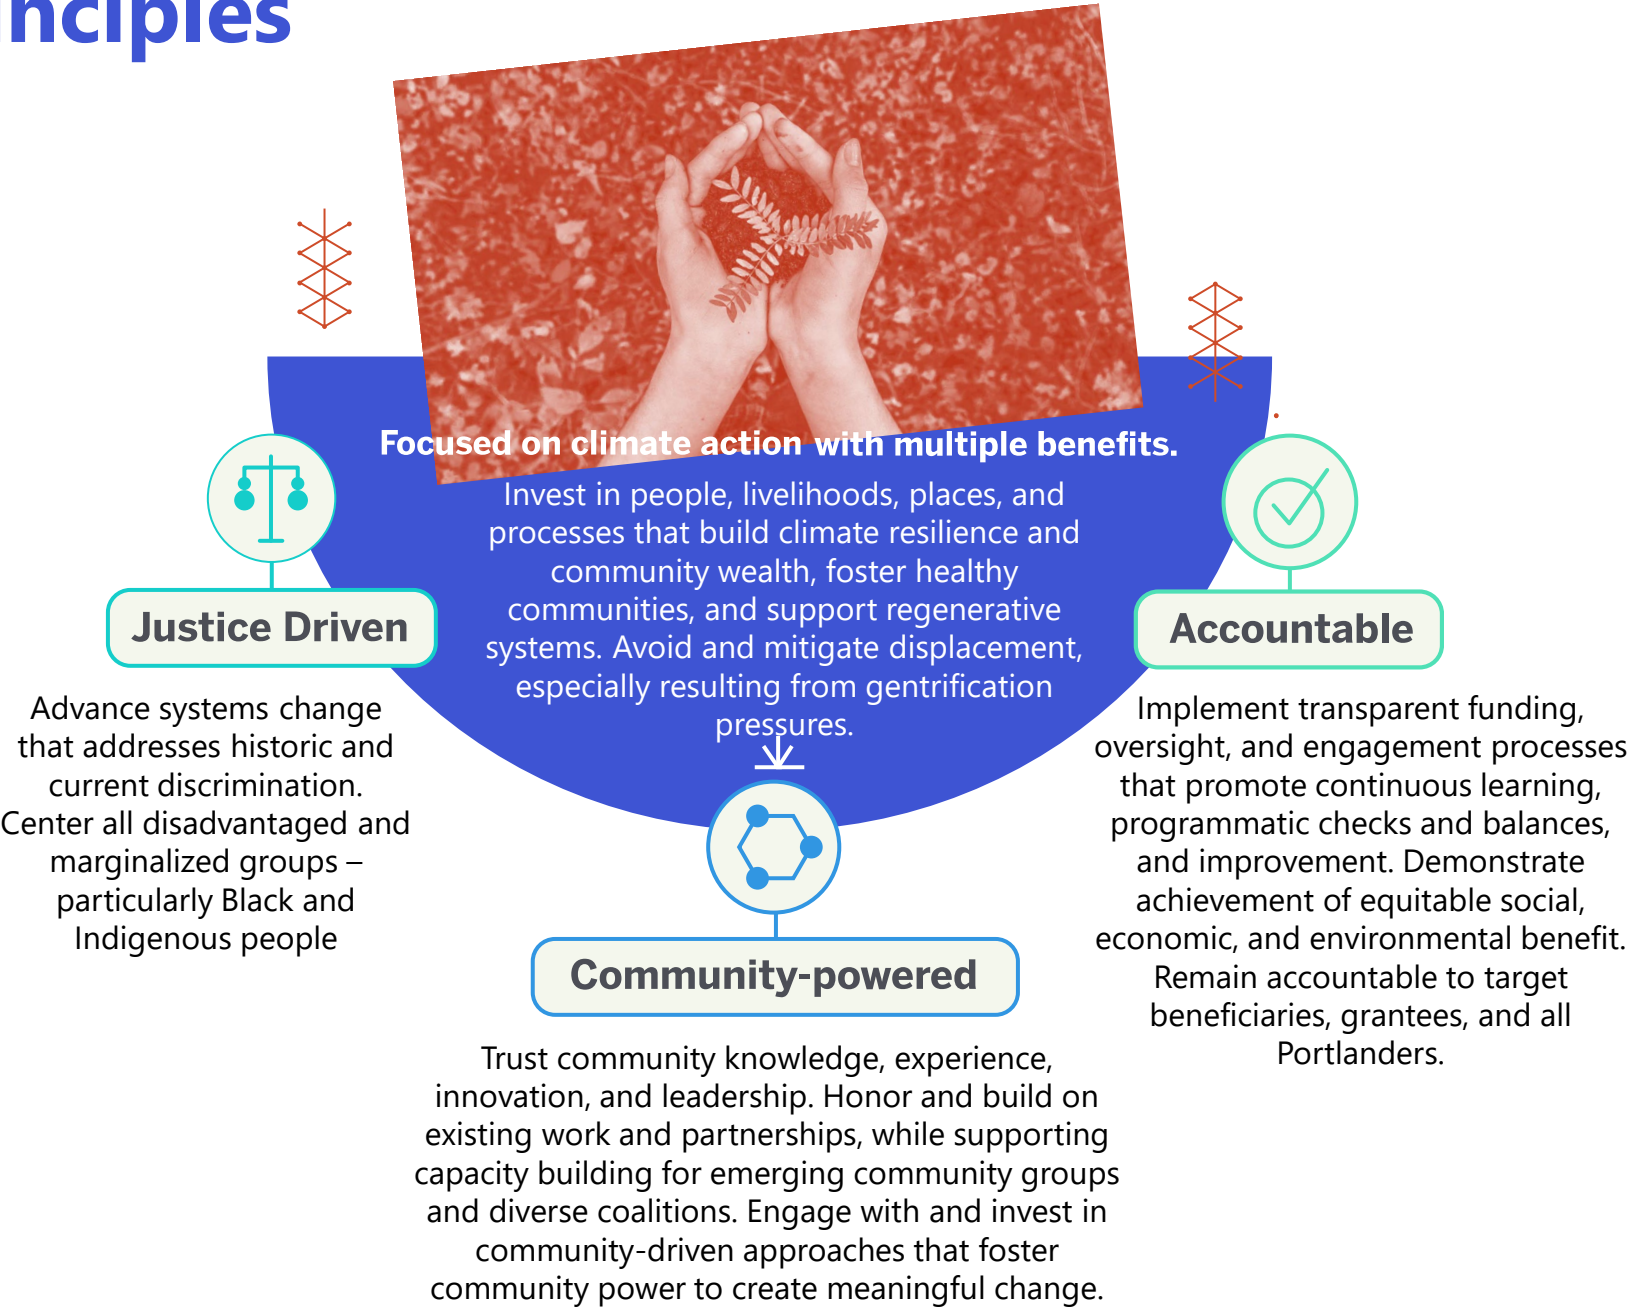 nciples
Focused on climate action with multiple benefits.
Invest in people, livelihoods, places, and
processes that build climate resilience and
community wealth, foster healthy
communities, and support regenerative
systems. Avoid and mitigate displacement,
especially resulting from gentrification
pressures.
Justice Driven
Advance systems change
that addresses historic and
current discrimination.
Center all disadvantaged and
marginalized groups –
particularly Black and
Indigenous people
Community-powered
Trust community knowledge, experience,
innovation, and leadership. Honor and build on
existing work and partnerships, while supporting
capacity building for emerging community groups
and diverse coalitions. Engage with and invest in
community-driven approaches that foster
community power to create meaningful change.
Accountable
Implement transparent funding,
oversight, and engagement processes
that promote continuous learning,
programmatic checks and balances,
and improvement. Demonstrate
achievement of equitable social,
economic, and environmental benefit.
Remain accountable to target
beneficiaries, grantees, and all
Portlanders.